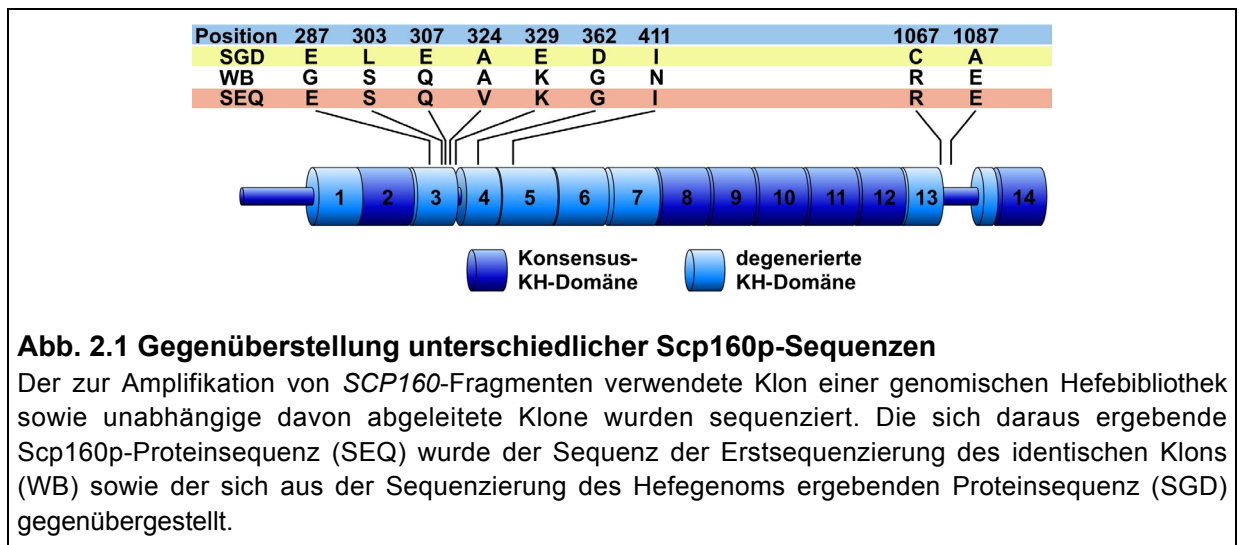 Position 287 303 307 324 329 362 411 1067 1087
SGD E L E A E D I C A
WB G S Q A K G N R E
SEQ E S Q V K G I R E
1 2 3 4 5 6 7 8 9 10 11 12 13 14
Konsensus- degenerierte
KH-Domäne KH-Domäne
Abb. 2.1 Gegenüberstellung unterschiedlicher Scp160p-Sequenzen
Der zur Amplifikation von SCP160-Fragmenten verwendete Klon einer genomischen Hefebibliothek
sowie unabhängige davon abgeleitete Klone wurden sequenziert. Die sich daraus ergebende
Scp160p-Proteinsequenz (SEQ) wurde der Sequenz der Erstsequenzierung des identischen Klons
(WB) sowie der sich aus der Sequenzierung des Hefegenoms ergebenden Proteinsequenz (SGD)
gegenübergestellt.